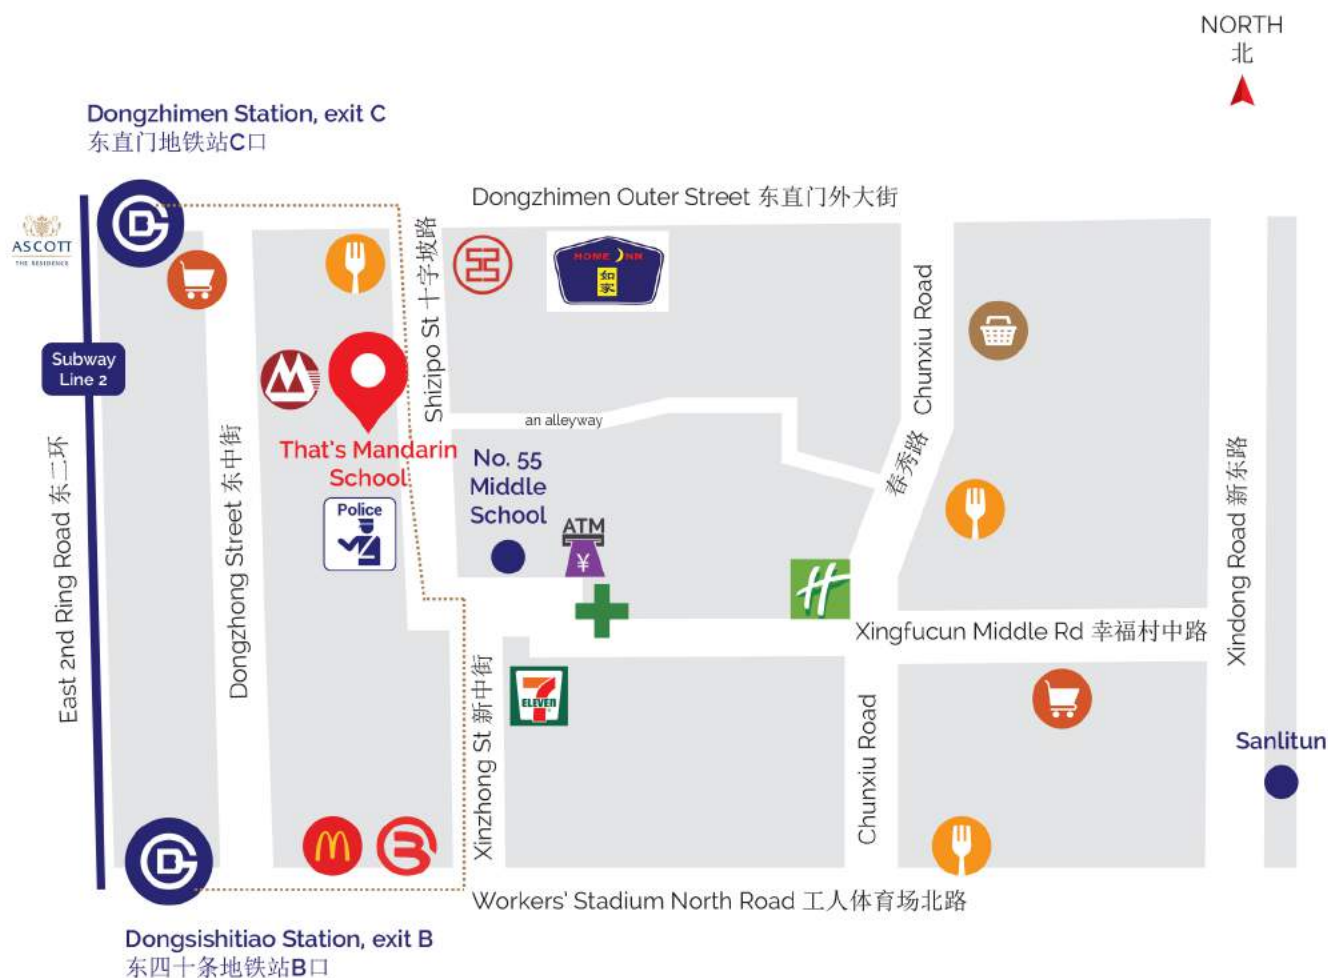 NORTH
北
Dongzhimen Station, exit C
东直门地铁站C口
Dongzhimen Outer Street 东直门外大街
ASCOTT
THE RESIDENCE
HOME INN
如家
Shizipo St 十字坡路
Chunxiu Road
春秀路
Subway
Line 2
an alleyway
That's Mandarin
School
No. 55
Middle
School
Police
ATM
¥
East 2nd Ring Road 东二环
Dongzhong Street 东中街
Xindong Road 新东路
Xingfucun Middle Rd 幸福村中路
7
ELEVEN
Xinzhong St 新中街
Chunxiu Road
Sanlitun
Workers' Stadium North Road 工人体育场北路
Dongsishitiao Station, exit B
东四十条地铁站B口